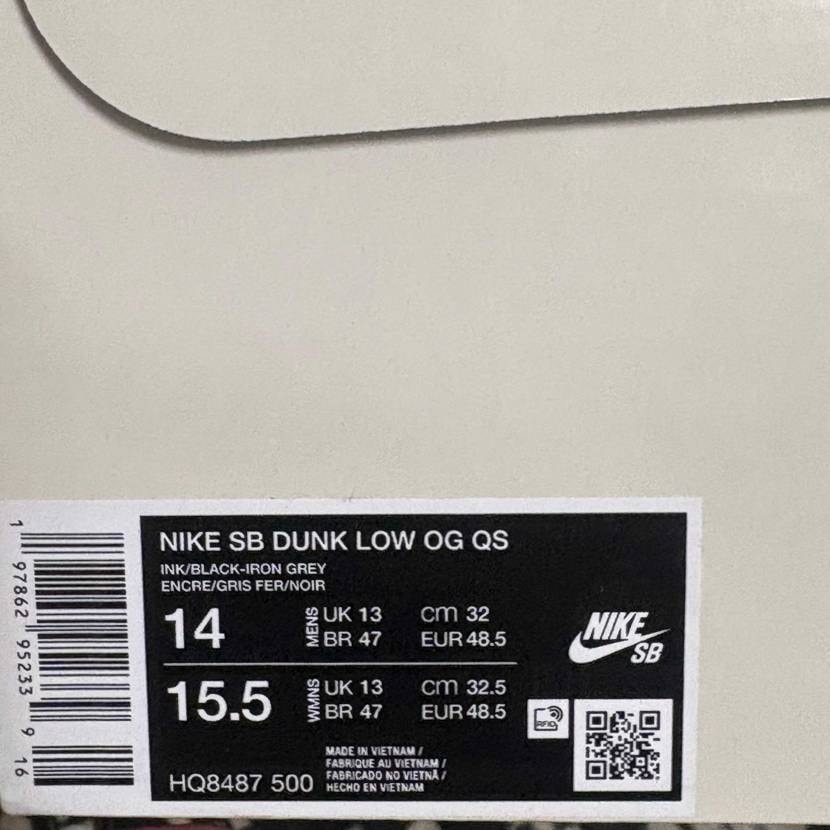 NIKE SB DUNK LOW OG QS
INK/BLACK-IRON GREY
ENCRE/GRIS FER/NOIR
14 MENS UK 13 cm 32
BR 47 EUR 48.5
15.5 WMNS UK 13 cm 32.5
BR 47 EUR 48.5
NIKE
SB
RFID
HQ8487 500
MADE IN VIETNAM /
FABRIQUE AU VIETNAM /
FABRICADO NO VIETNÃ /
HECHO EN VIETNAM
1 97862 95233 9 16